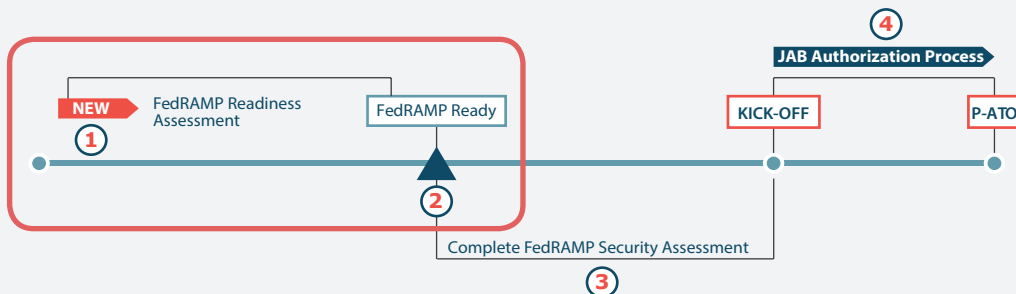 4
JAB Authorization Process
NEW
FedRAMP Readiness
Assessment
FedRAMP Ready
KICK-OFF
P-ATO
1
2
Complete FedRAMP Security Assessment
3